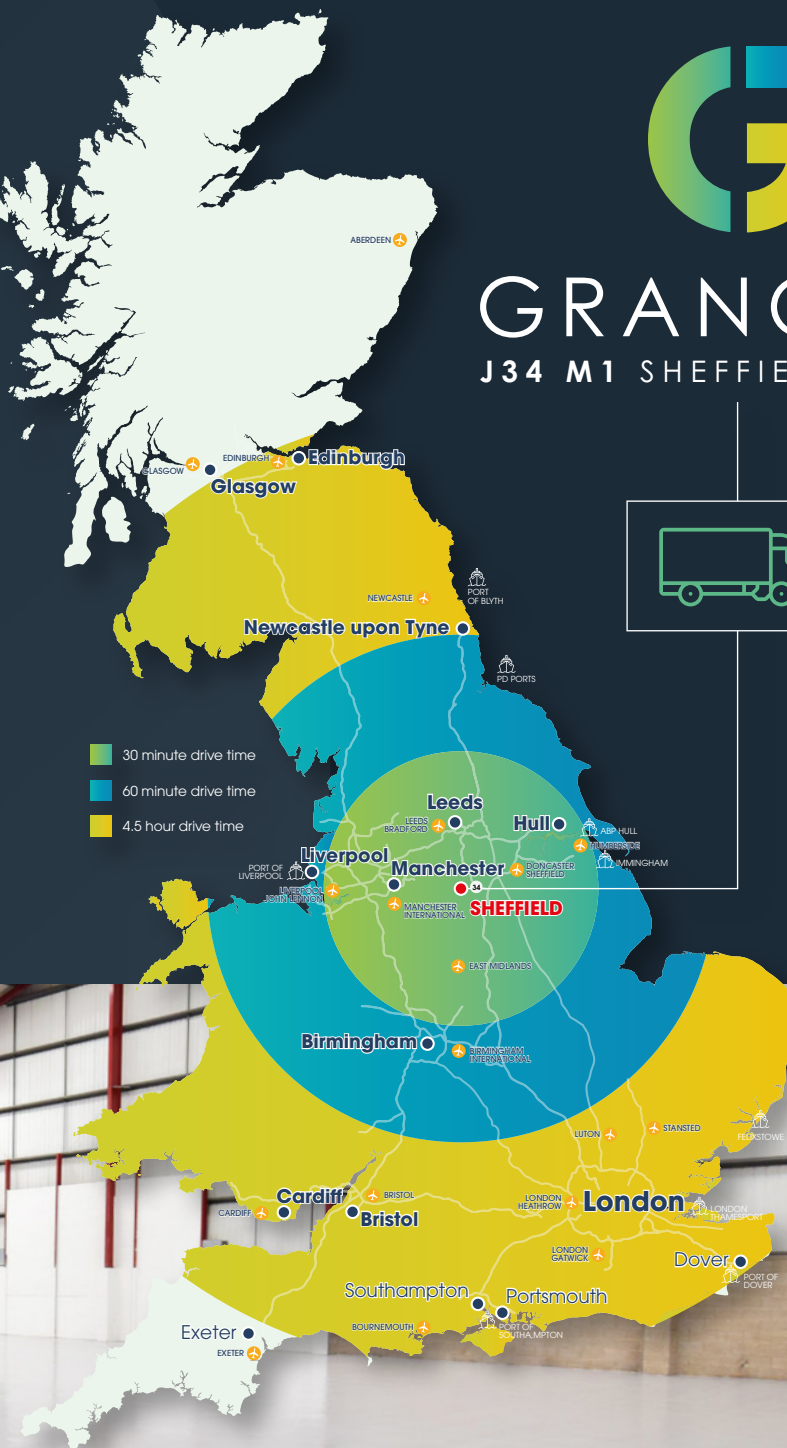 GRANG
J34 M1 SHEFFIE
ABERDEEN
GLASGOW
EDINBURGH
Edinburgh
Glasgow
PORT
OF BLYTH
NEWCASTLE
Newcastle upon Tyne
PD PORTS
30 minute drive time
60 minute drive time
4.5 hour drive time
Leeds
LEEDS
BRADFORD
Hull
ABP HULL
HUMBERSIDE
IMMINGHAM
Liverpool
PORT OF
LIVERPOOL
Manchester
DONCASTER
SHEFFIELD
34
LIVERPOOL
JOHN LENNON
MANCHESTER
INTERNATIONAL
SHEFFIELD
EAST MIDLANDS
Birmingham
BIRMINGHAM
INTERNATIONAL
LUTON
STANSTED
FELIXSTOWE
Cardiff
CARDIFF
BRISTOL
Bristol
LONDON
HEATHROW
London
LONDON
THAMESPORT
LONDON
GATWICK
Dover
PORT OF
DOVER
Southampton
Portsmouth
BOURNEMOUTH
PORT OF
SOUTHA,MPTON
Exeter
EXETER